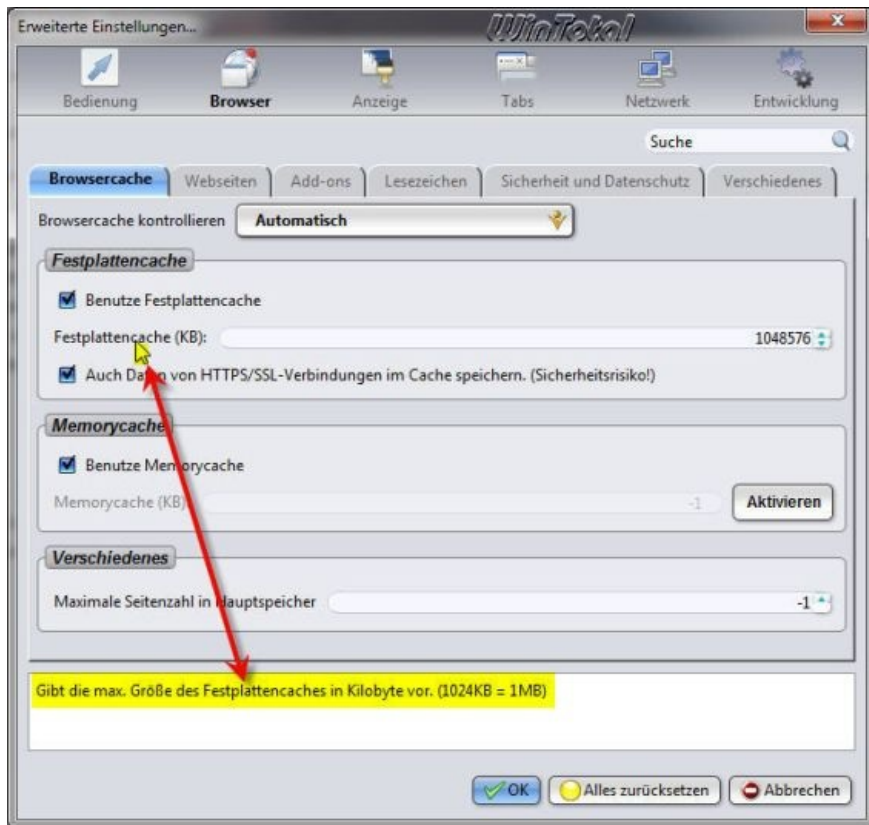 Erweiterte Einstellungen...
WinTotal
Bedienung Browser Anzeige Tabs Netzwerk Entwicklung
Suche
Browsercache Webseiten Add-ons Lesezeichen Sicherheit und Datenschutz Verschiedenes
Browsercache kontrollieren Automatisch
Festplattencache
Benutze Festplattencache
Festplattencache (KB): 1048576
Auch Daten von HTTPS/SSL-Verbindungen im Cache speichern. (Sicherheitsrisiko!)
Memorycache
Benutze Memorycache
Memorycache (KB) -1 Aktivieren
Verschiedenes
Maximale Seitenzahl in Hauptspeicher -1
Gibt die max. Größe des Festplattencaches in Kilobyte vor. (1024KB = 1MB)
OK Alles zurücksetzen Abbrechen